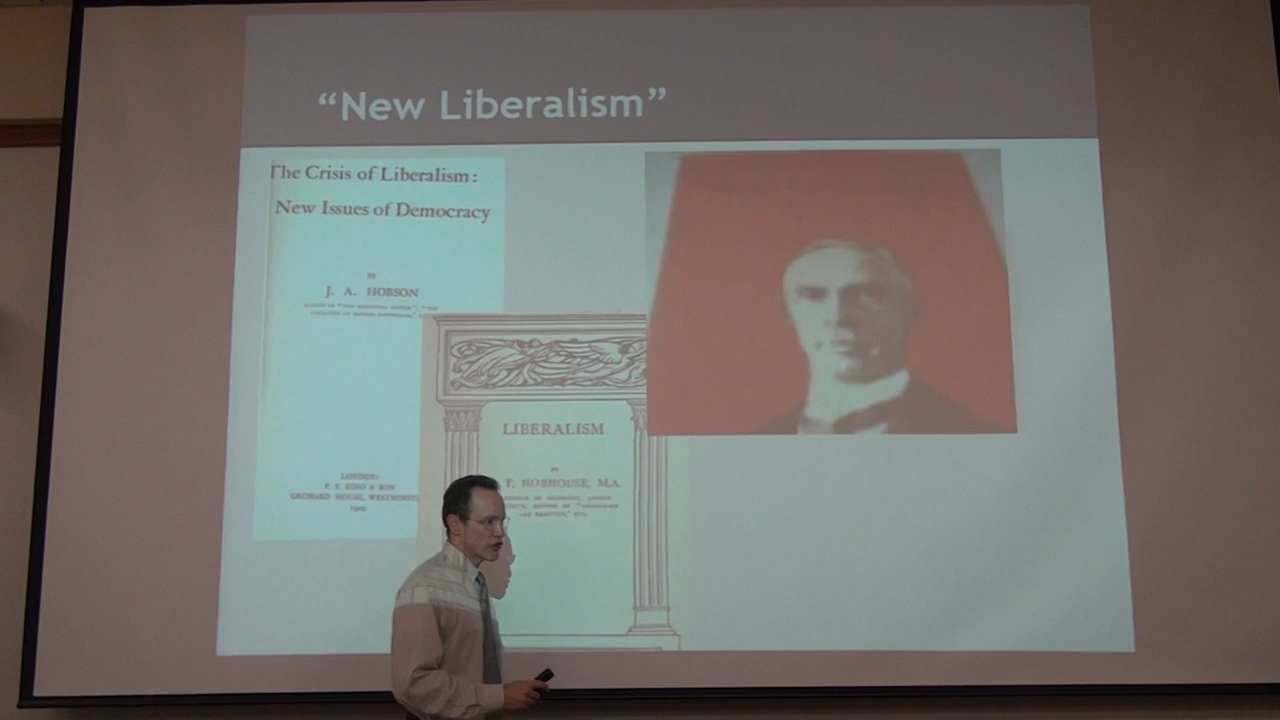 “New Liberalism”
The Crisis of Liberalism:
New Issues of Democracy
BY
J. A. HOBSON
LONDON:
P. S. KING & SON
ORCHARD HOUSE, WESTMINSTER
1909
LIBERALISM
BY
T. HOBHOUSE, M.A.